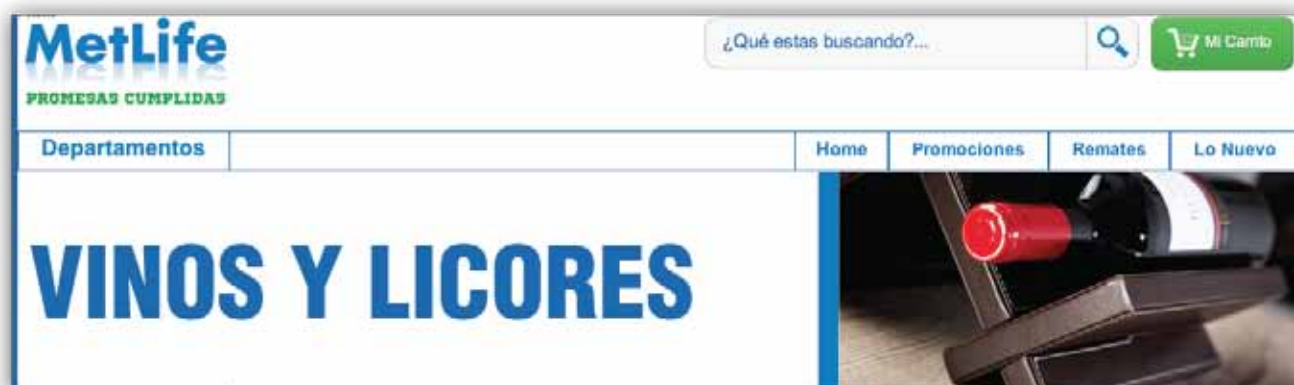 MetLife
PROMESAS CUMPLIDAS
¿Qué estas buscando?...
Mi Carrito
Departamentos
Home
Promociones
Remates
Lo Nuevo
VINOS Y LICORES